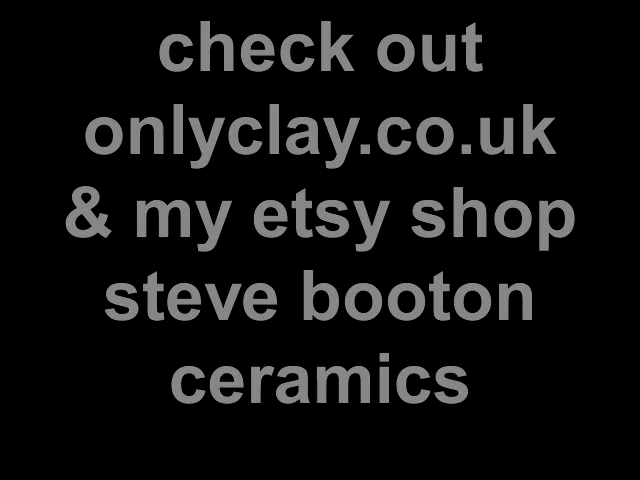 check out
onlyclay.co.uk
& my etsy shop
steve booton
ceramics